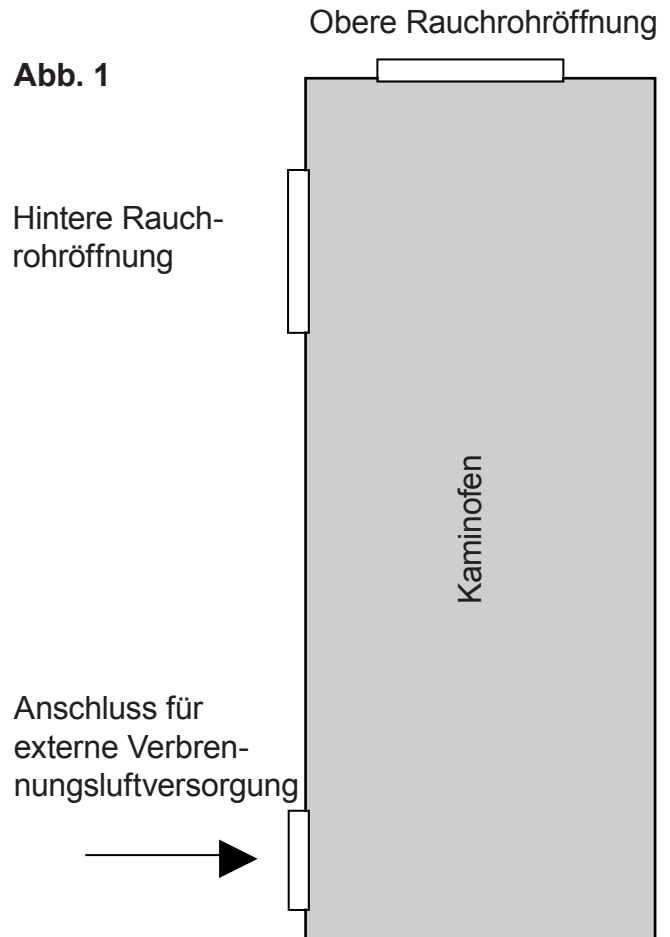 Obere Rauchrohröffnung
Abb. 1
Hintere Rauch-
rohröffnung
Kaminofen
Anschluss für
externe Verbren-
nungsluftversorgung